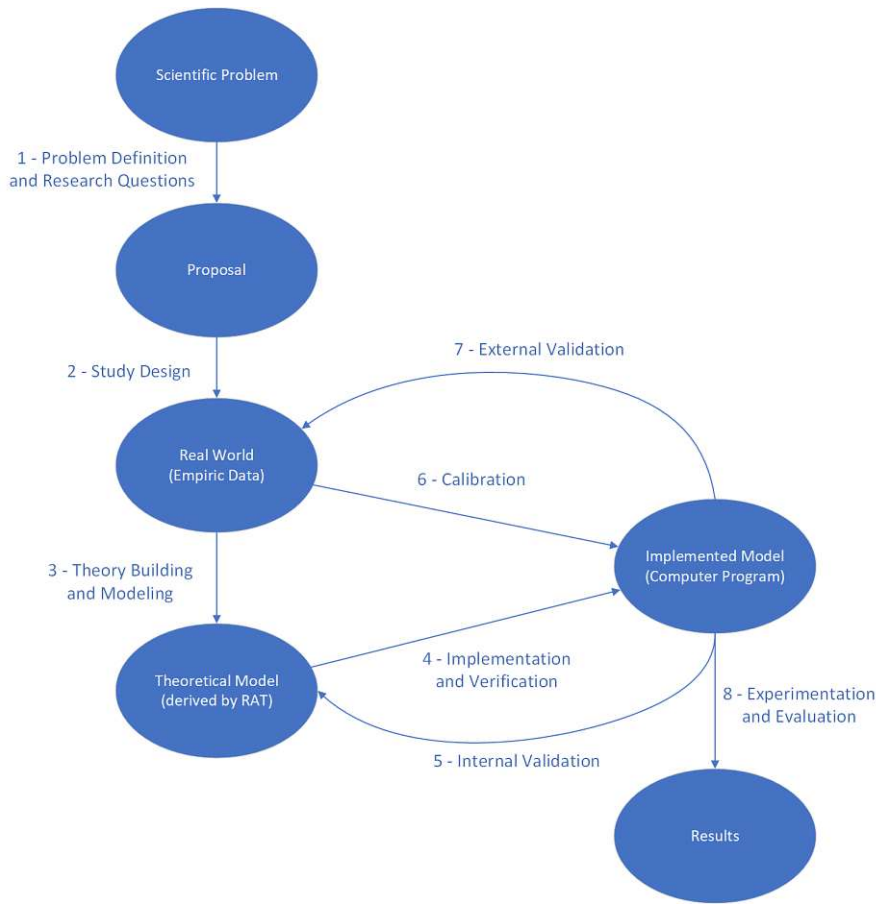 Scientific Problem
1 - Problem Definition
and Research Questions
Proposal
2 - Study Design
7 - External Validation
Real World
(Empiric Data)
6 - Calibration
Implemented Model
(Computer Program)
3 - Theory Building
and Modeling
4 - Implementation
and Verification
Theoretical Model
(derived by RAT)
8 - Experimentation
and Evaluation
5 - Internal Validation
Results